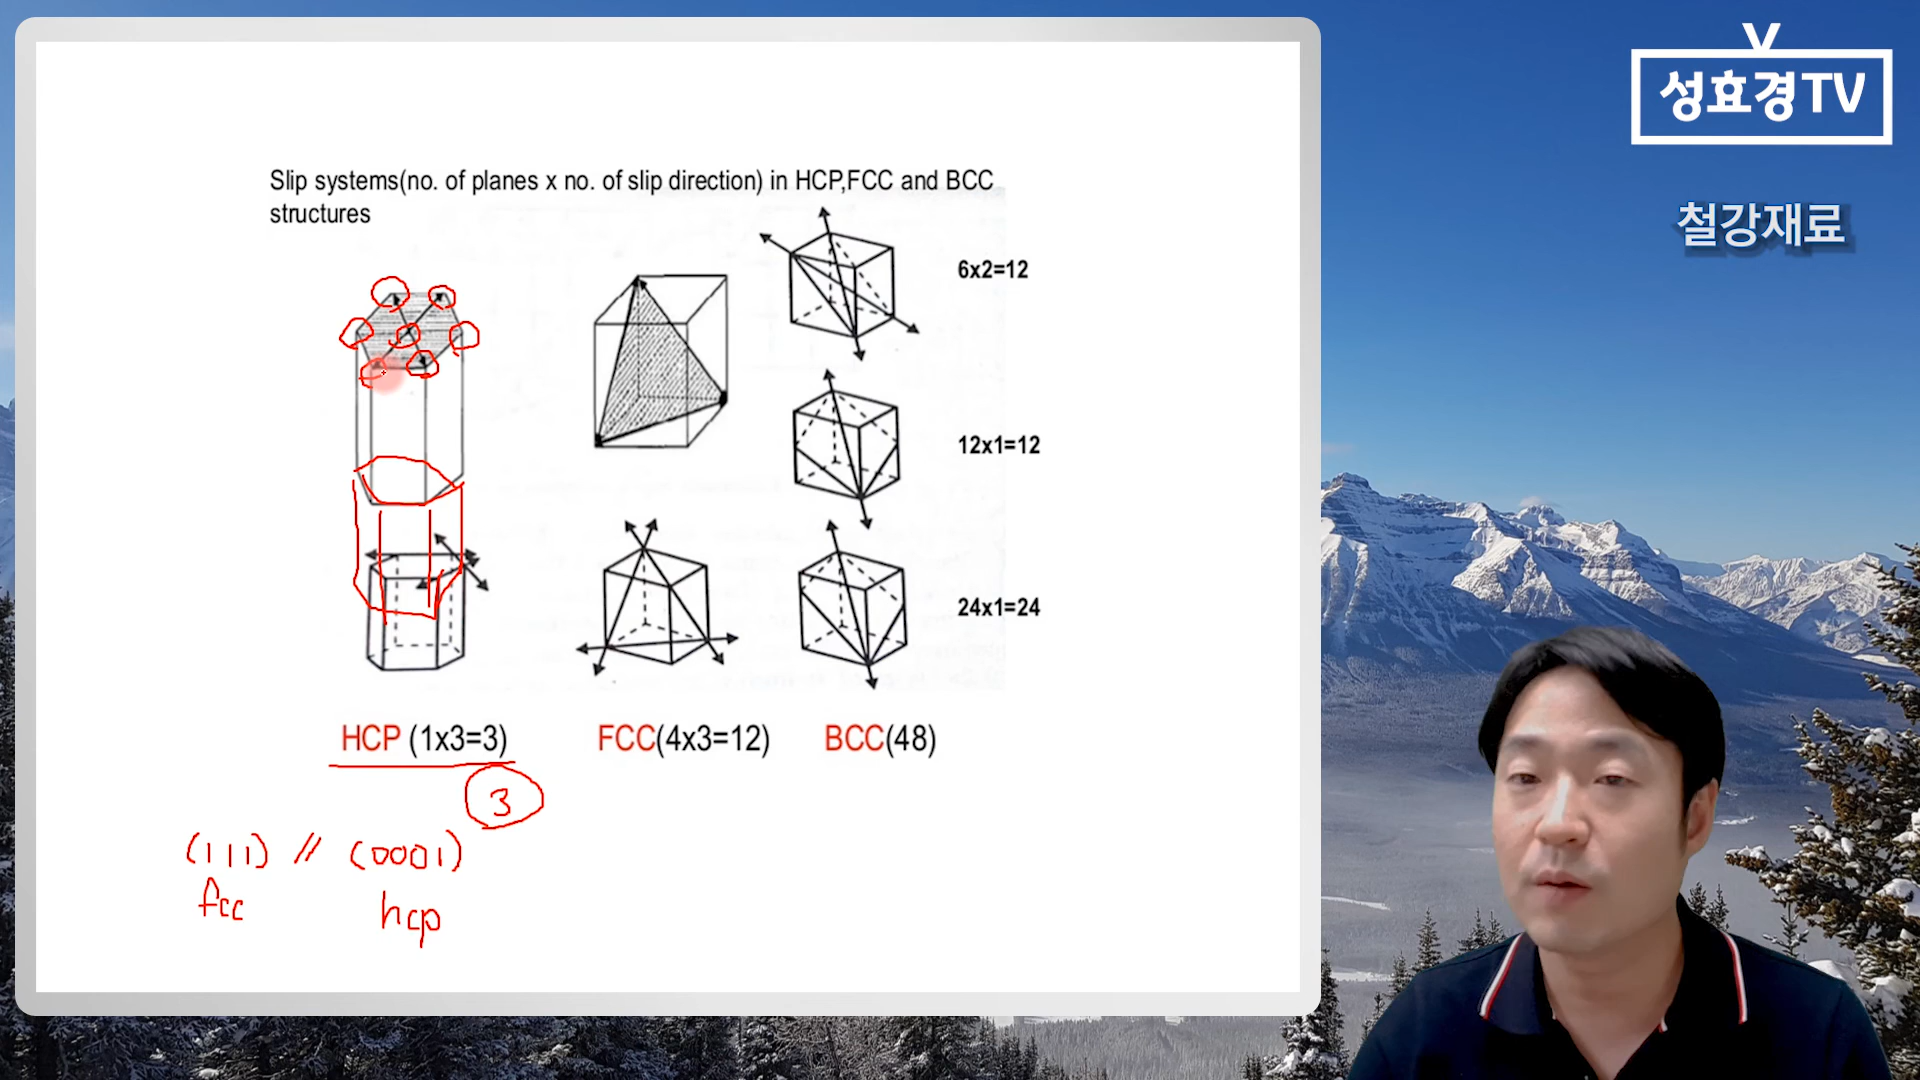 성효경TV
철강재료
Slip systems(no. of planes x no. of slip direction) in HCP,FCC and BCC
structures
6x2=12
12x1=12
24x1=24
HCP (1x3=3)
FCC(4x3=12)
BCC(48)
3
(111) // (0001)
fcc
hcp